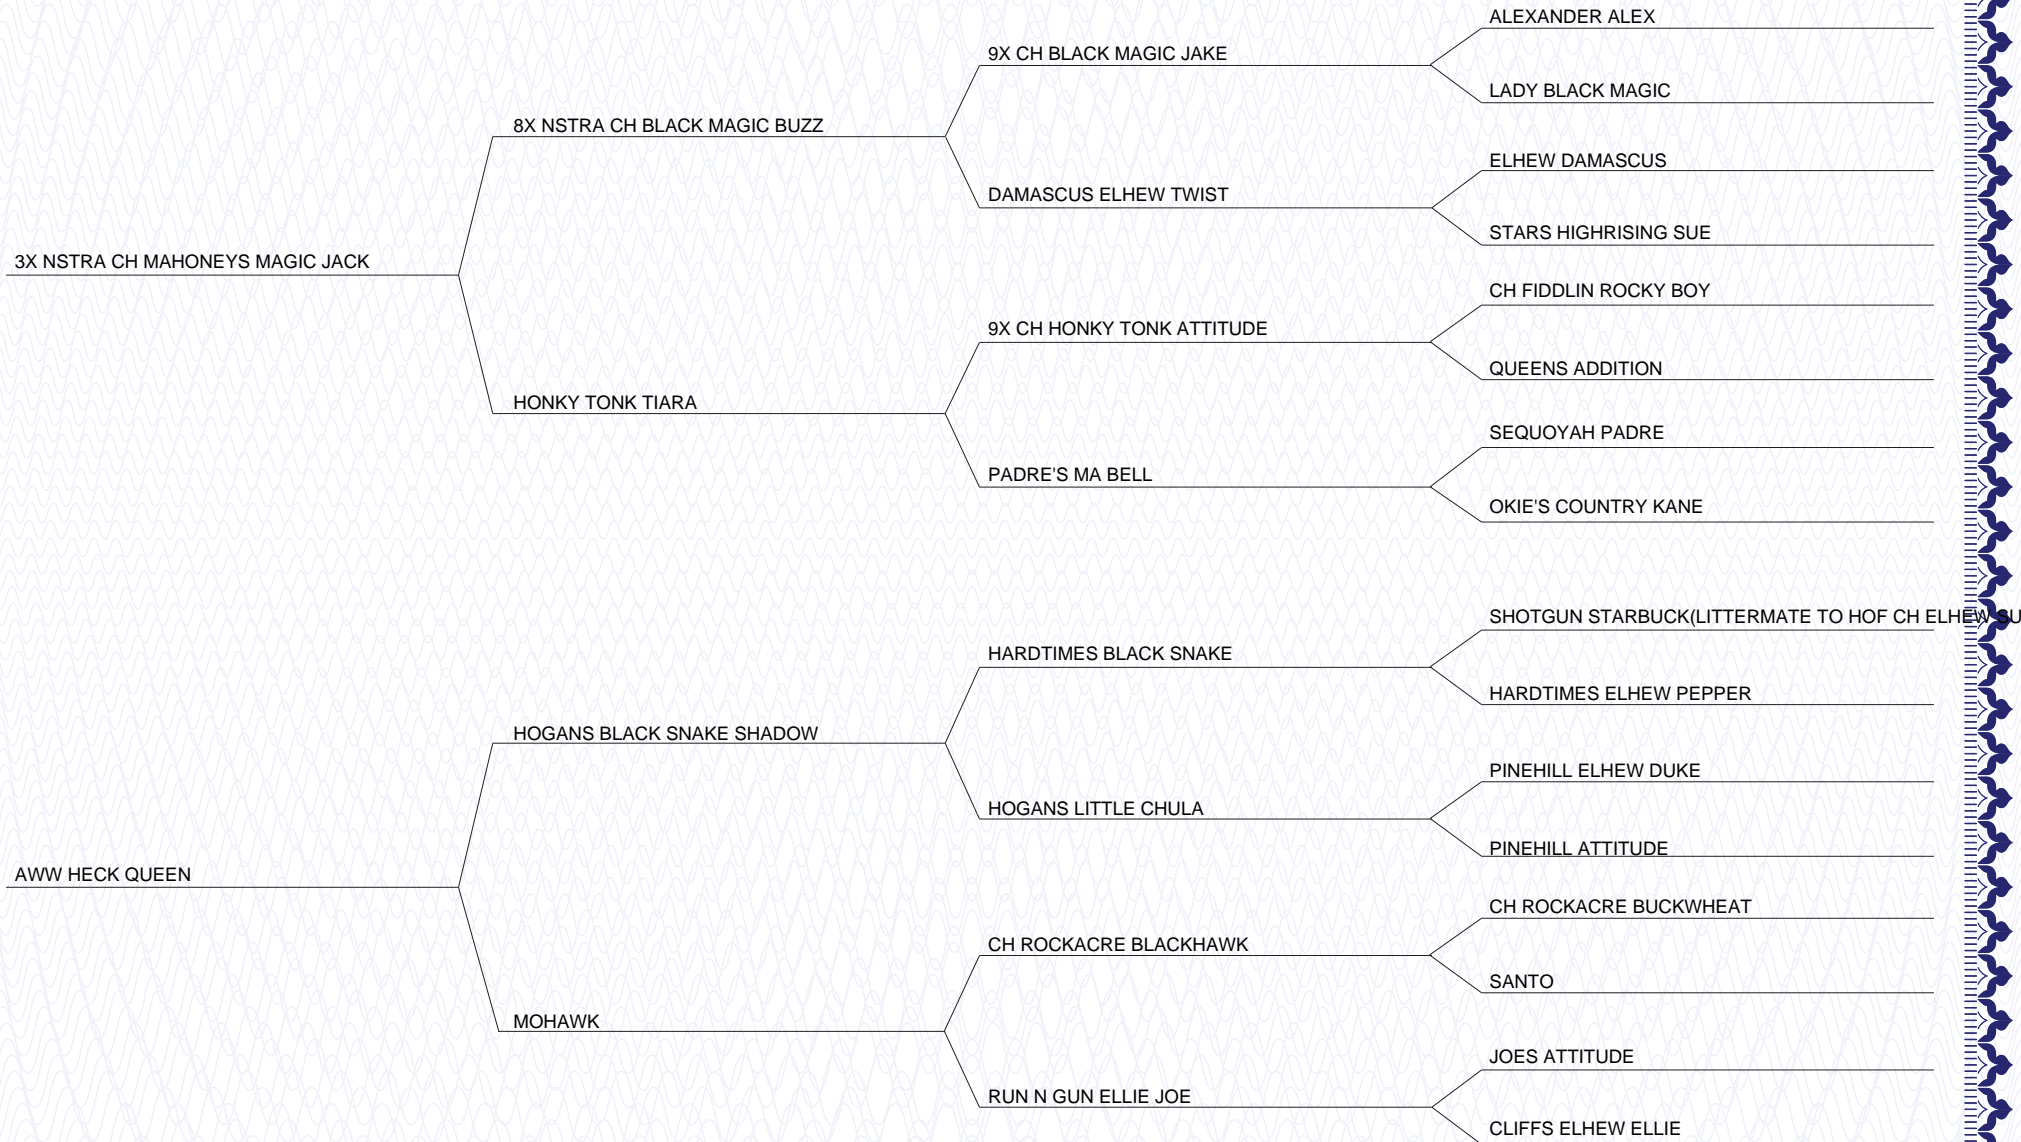 ALEXANDER ALEX
9X CH BLACK MAGIC JAKE
LADY BLACK MAGIC
8X NSTRA CH BLACK MAGIC BUZZ
ELHEW DAMASCUS
DAMASCUS ELHEW TWIST
STARS HIGHRISING SUE
3X NSTRA CH MAHONEYS MAGIC JACK
CH FIDDLIN ROCKY BOY
9X CH HONKY TONK ATTITUDE
QUEENS ADDITION
HONKY TONK TIARA
SEQUOYAH PADRE
PADRE'S MA BELL
OKIE'S COUNTRY KANE
SHOTGUN STARBUCK(LITTERMATE TO HOF CH ELHEW SU
HARDTIMES BLACK SNAKE
HARDTIMES ELHEW PEPPER
HOGANS BLACK SNAKE SHADOW
PINEHILL ELHEW DUKE
HOGANS LITTLE CHULA
PINEHILL ATTITUDE
AWW HECK QUEEN
CH ROCKACRE BUCKWHEAT
CH ROCKACRE BLACKHAWK
SANTO
MOHAWK
JOES ATTITUDE
RUN N GUN ELLIE JOE
CLIFFS ELHEW ELLIE